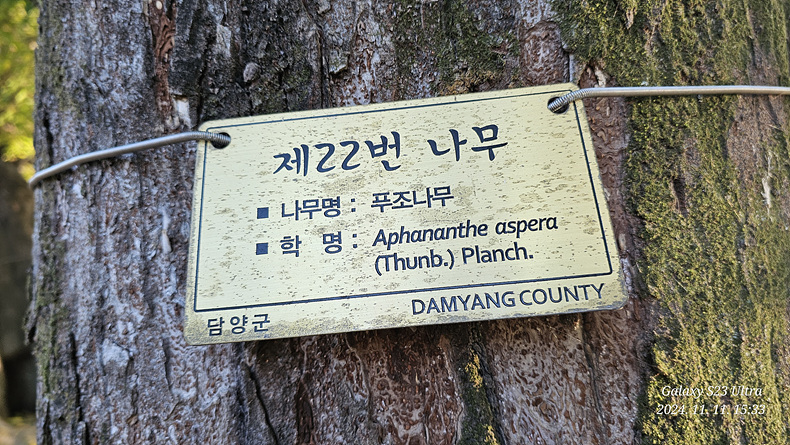 제22번 나무
■ 나무명 : 푸조나무
■ 학 명 : Aphananthe aspera
(Thunb.) Planch.
담양군 DAMYANG COUNTY
Galaxy S23 Ultra
2024. 11. 11. 13:33